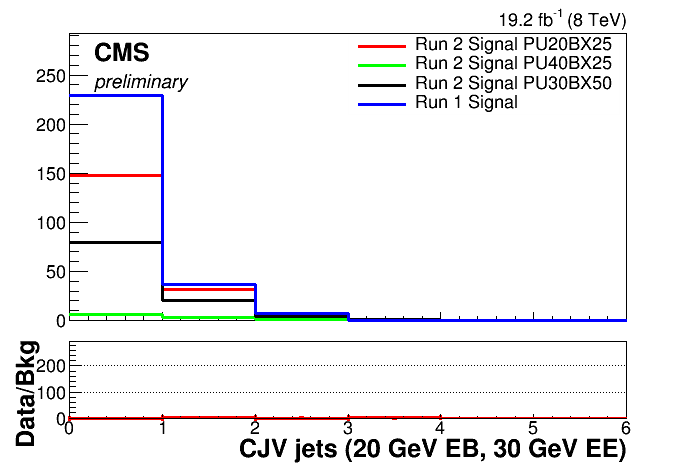 19.2 fb-1 (8 TeV)
CMS
preliminary
Run 2 Signal PU20BX25
Run 2 Signal PU40BX25
Run 2 Signal PU30BX50
Run 1 Signal
250
200
150
100
50
0
Data/Bkg
200
100
0
0 1 2 3 4 5 6
CJV jets (20 GeV EB, 30 GeV EE)